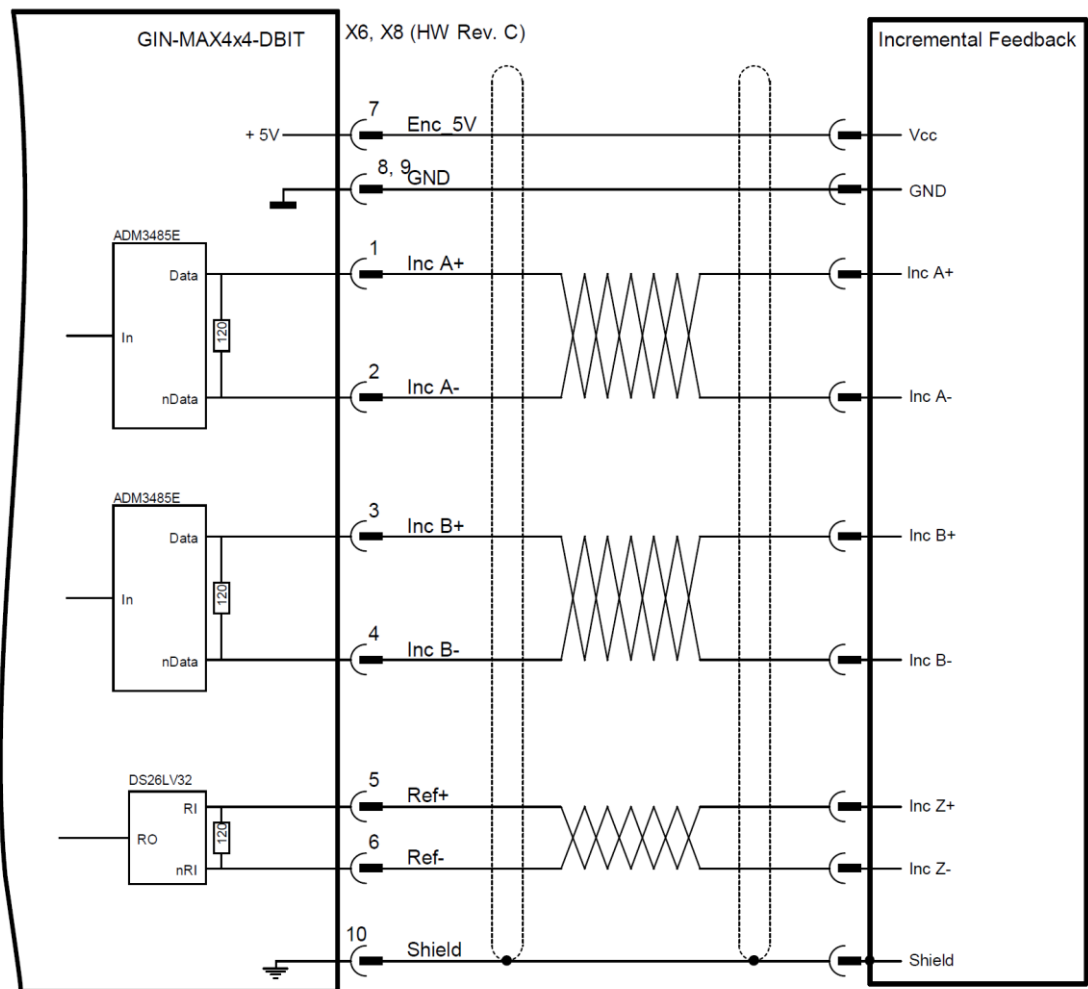 GIN-MAX4x4-DBIT
X6, X8 (HW Rev. C)
Incremental Feedback
7
+ 5V
Enc_5V
Vcc
8, 9
GND
GND
ADM3485E
1
Data
Inc A+
Inc A+
In
120
2
nData
Inc A-
Inc A-
ADM3485E
3
Data
Inc B+
Inc B+
In
120
4
nData
Inc B-
Inc B-
DS26LV32
5
RI
Ref+
Inc Z+
RO
120
6
nRI
Ref-
Inc Z-
10
Shield
Shield